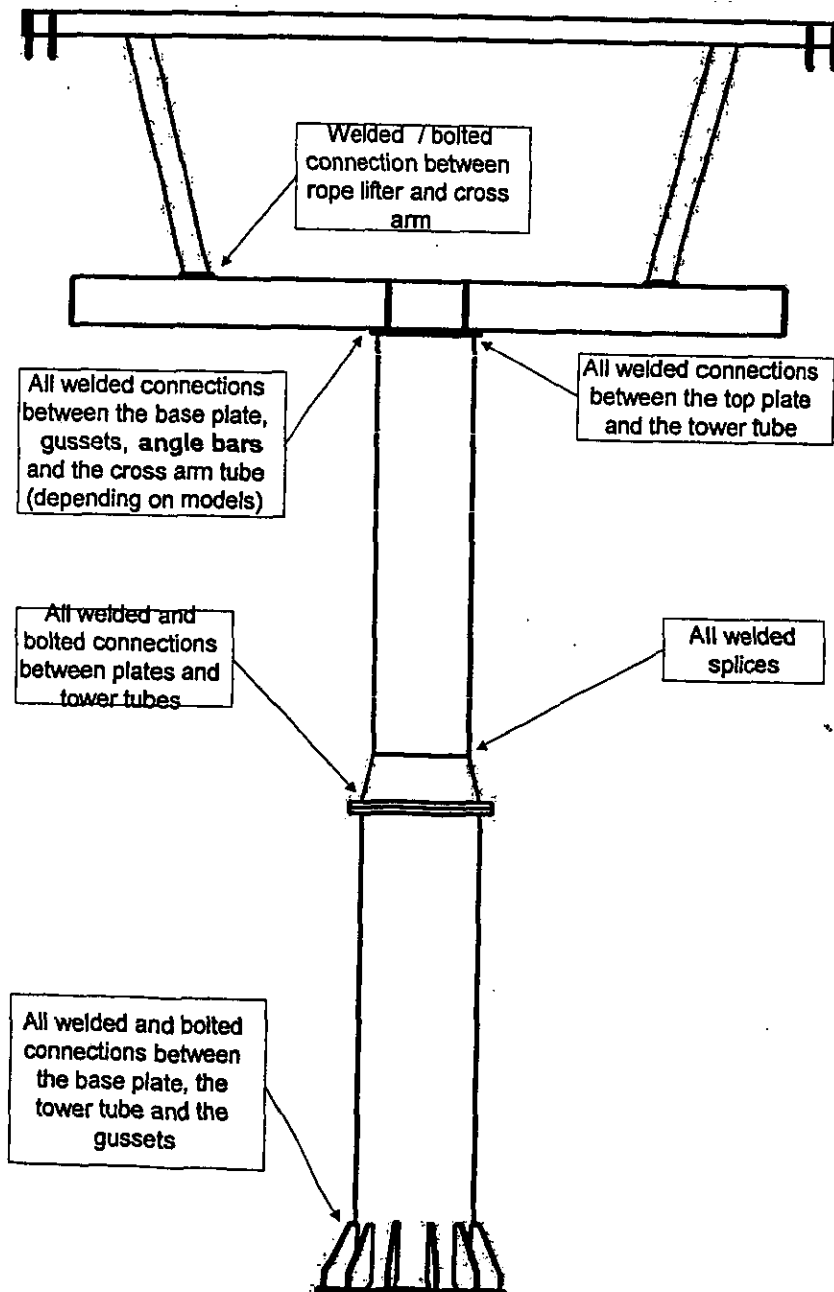 Welded / bolted
connection between
rope lifter and cross
arm
All welded connections
between the base plate,
gussets, angle bars
and the cross arm tube
(depending on models)
All welded connections
between the top plate
and the tower tube
All welded and
bolted connections
between plates and
tower tubes
All welded
splices
All welded and bolted
connections between
the base plate, the
tower tube and the
gussets